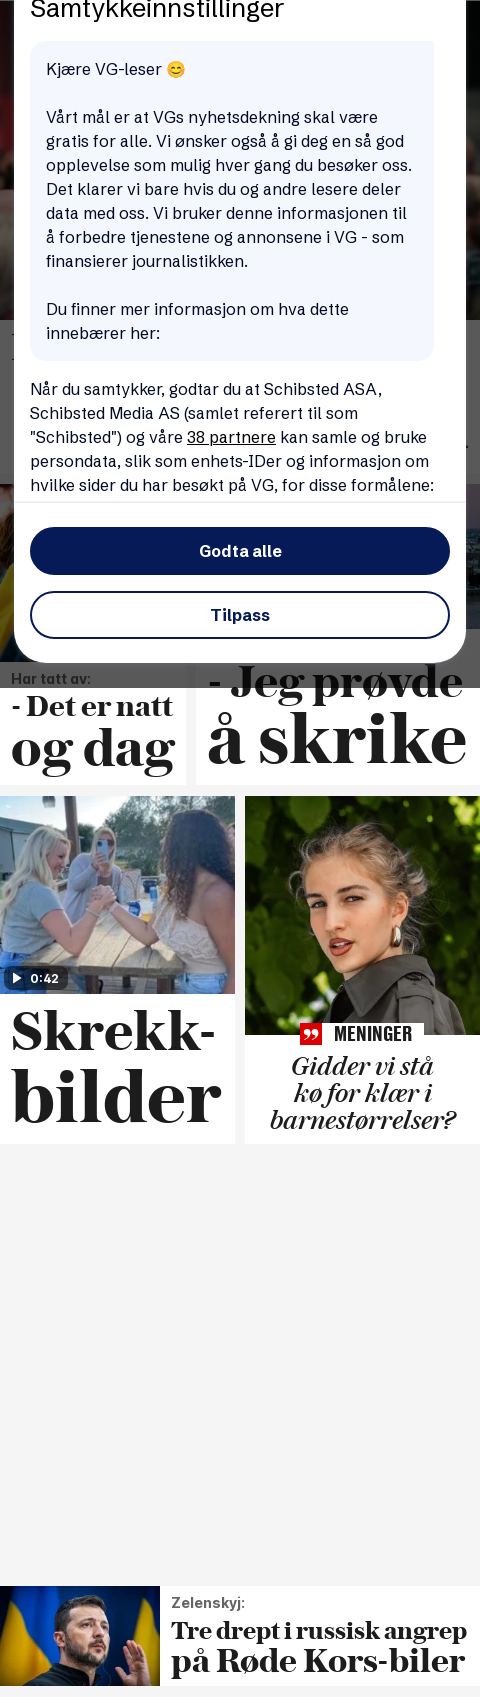 Samtykkeinnstillinger
Kjære VG-leser 😊
Vårt mål er at VGs nyhetsdekning skal være
gratis for alle. Vi ønsker også å gi deg en så god
opplevelse som mulig hver gang du besøker oss.
Det klarer vi bare hvis du og andre lesere deler
data med oss. Vi bruker denne informasjonen til
å forbedre tjenestene og annonsene i VG - som
finansierer journalistikken.
Du finner mer informasjon om hva dette
innebærer her:
Når du samtykker, godtar du at Schibsted ASA,
Schibsted Media AS (samlet referert til som
"Schibsted") og våre 38 partnere kan samle og bruke
persondata, slik som enhets-IDer og informasjon om
hvilke sider du har besøkt på VG, for disse formålene:
Godta alle
Tilpass
Har tatt av:
- Det er natt
og dag
- Jeg prøvde
å skrike
0:42
Skrekk-
bilder
MENINGER
Gidder vi stå
kø for klær i
barnestørrelser?
Zelenskyj:
Tre drept i russisk angrep
på Røde Kors-biler